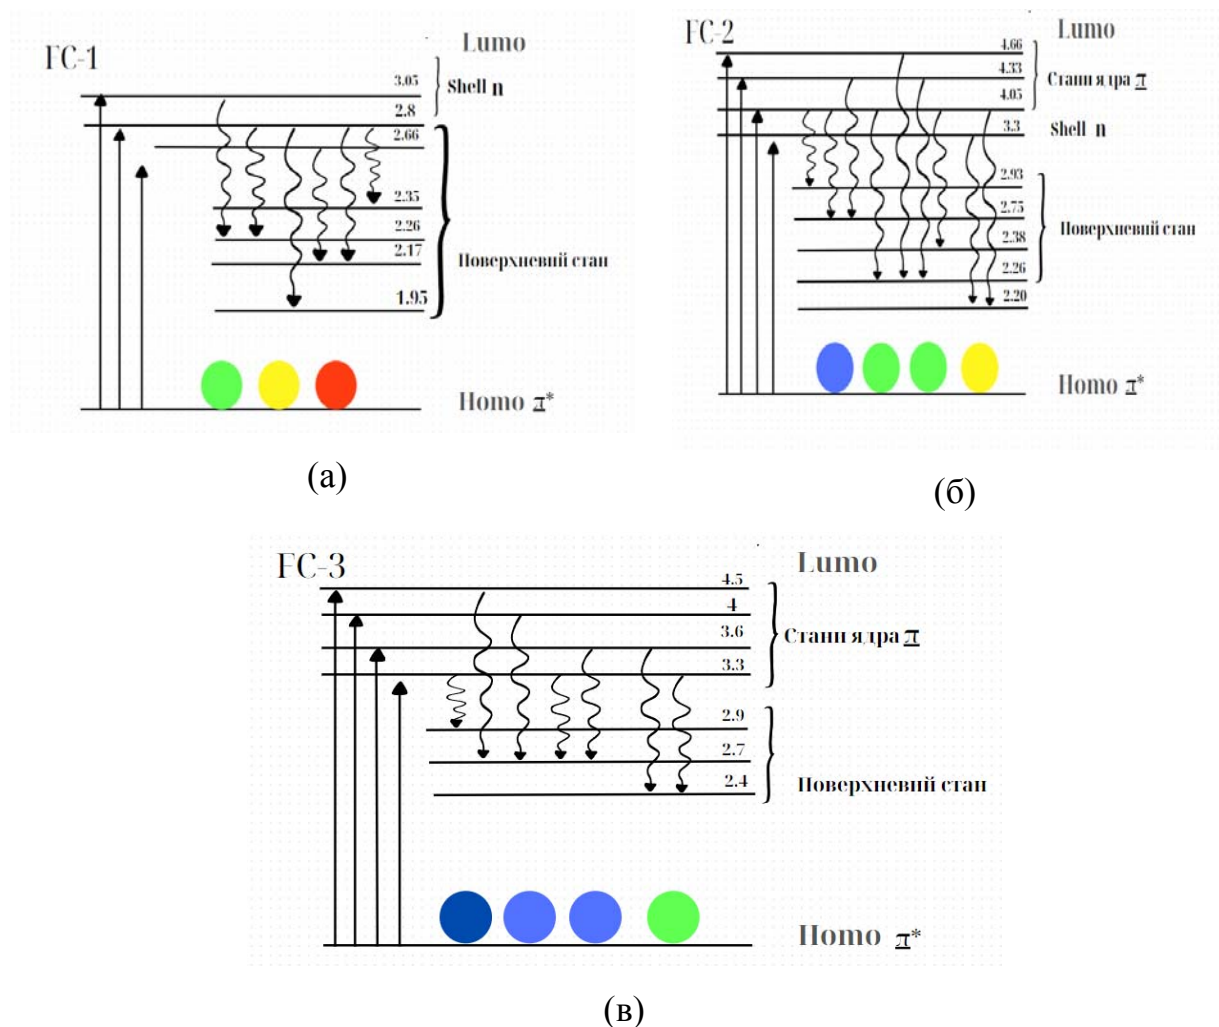 FC-1
Lumo
3.05
Shell n
2.8
2.66
2.35
2.26
2.17
Поверхневий стан
1.95
Homo π*
(а)
FC-2
Lumo
4.66
4.33
Стани ядра π
4.05
3.3
Shell n
2.93
2.75
2.38
Поверхневий стан
2.26
2.20
Homo π*
(б)
FC-3
Lumo
4.5
4
3.6
Стани ядра π
3.3
2.9
2.7
2.4
Поверхневий стан
Homo π*
(в)